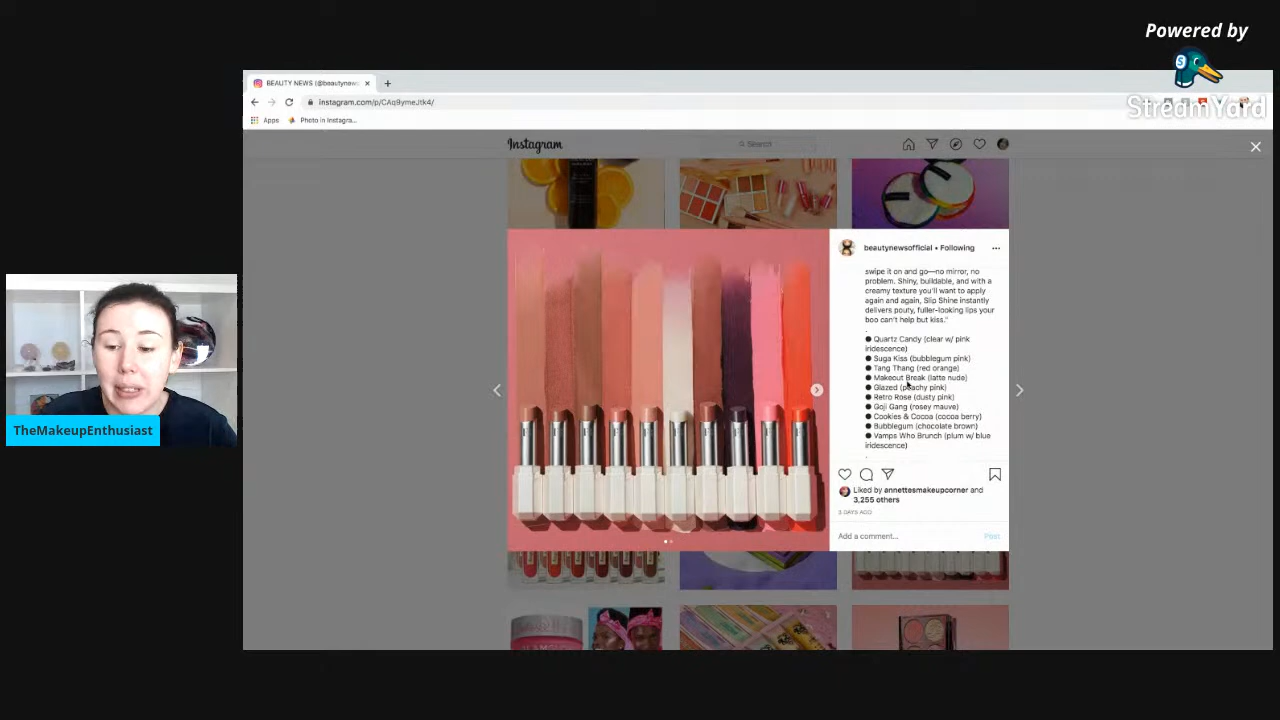 Powered by
StreamYard
BEAUTY NEWS (@beautynews
instagram.com/p/CAq9ymeJtk4/
Apps
Photo in Instagra...
Instagram
Search
beautynewsofficial • Following
swipe it on and go—no mirror, no
problem. Shiny, buildable, and with a
creamy texture you'll want to apply
again and again, Slip Shine instantly
delivers pouty, fuller-looking lips your
boo can't help but kiss."
.
● Quartz Candy (clear w/ pink
iridescence)
● Suga Kiss (bubblegum pink)
● Tang Thang (red orange)
● Makeout Break (latte nude)
● Glazed (peachy pink)
● Retro Rose (dusty pink)
● Goji Gang (rosey mauve)
● Cookies & Cocoa (cocoa berry)
● Bubblegum (chocolate brown)
● Vamps Who Brunch (plum w/ blue
iridescence)
.
Liked by annettesmakeupcorner and
3,255 others
3 DAYS AGO
Add a comment...
Post
TheMakeupEnthusiast